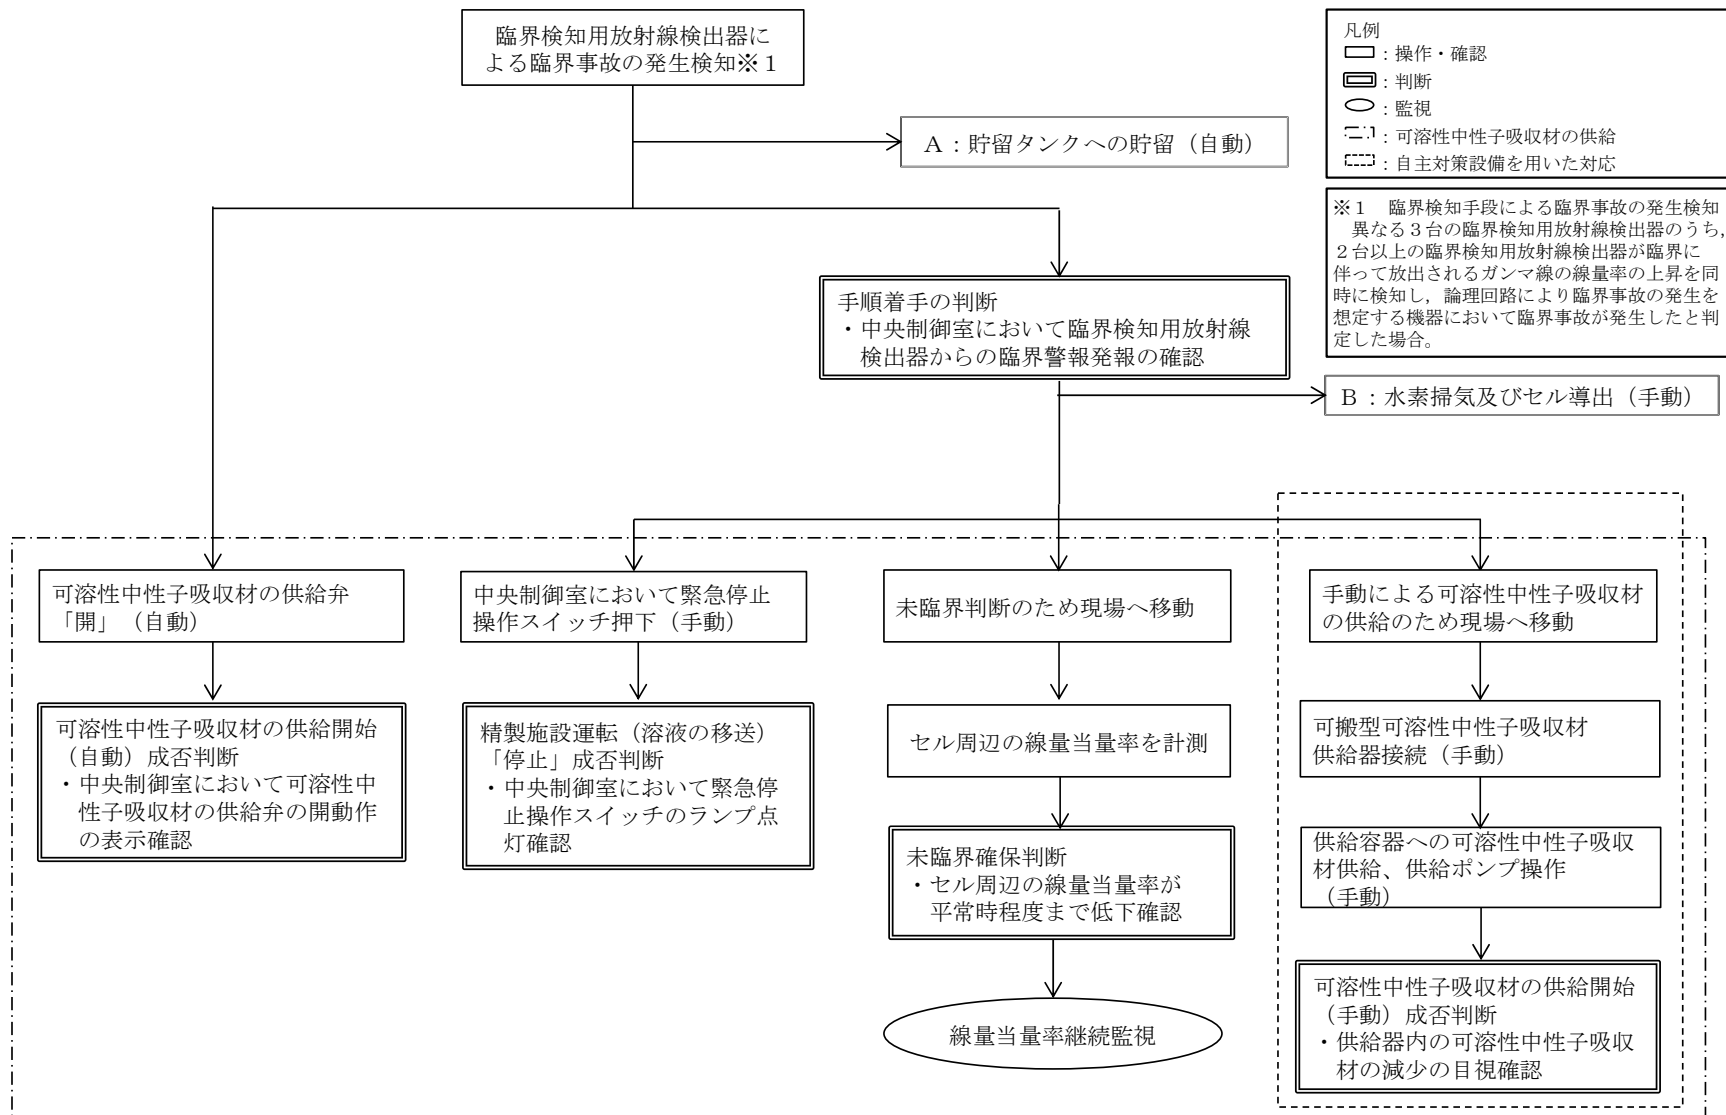 臨界検知用放射線検出器に
よる臨界事故の発生検知※１
凡例
：操作・確認
：判断
：監視
：可溶性中性子吸収材の供給
：自主対策設備を用いた対応
Ａ：貯留タンクへの貯留（自動）
※１　臨界検知手段による臨界事故の発生検知
異なる３台の臨界検知用放射線検出器のうち，
２台以上の臨界検知用放射線検出器が臨界に
伴って放出されるガンマ線の線量率の上昇を同
時に検知し，論理回路により臨界事故の発生を
想定する機器において臨界事故が発生したと判
定した場合。
手順着手の判断
・中央制御室において臨界検知用放射線
検出器からの臨界警報発報の確認
Ｂ：水素掃気及びセル導出（手動）
可溶性中性子吸収材の供給弁
「開」（自動）
中央制御室において緊急停止
操作スイッチ押下（手動）
未臨界判断のため現場へ移動
手動による可溶性中性子吸収材
の供給のため現場へ移動
可溶性中性子吸収材の供給開始
（自動）成否判断
・中央制御室において可溶性中
性子吸収材の供給弁の開動作
の表示確認
精製施設運転（溶液の移送）
「停止」成否判断
・中央制御室において緊急停
止操作スイッチのランプ点
灯確認
セル周辺の線量当量率を計測
可搬型可溶性中性子吸収材
供給器接続（手動）
未臨界確保判断
・セル周辺の線量当量率が
平常時程度まで低下確認
供給容器への可溶性中性子吸収
材供給、供給ポンプ操作
（手動）
線量当量率継続監視
可溶性中性子吸収材の供給開始
（手動）成否判断
・供給器内の可溶性中性子吸収
材の減少の目視確認